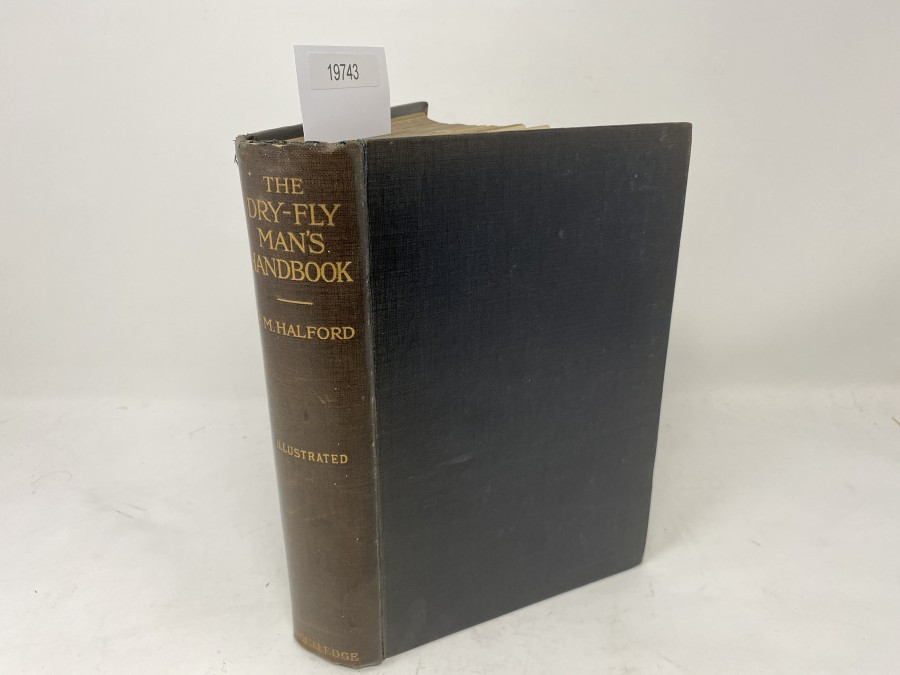 19743
THE
DRY-FLY
MAN'S
HANDBOOK
M. HALFORD
ILLUSTRATED